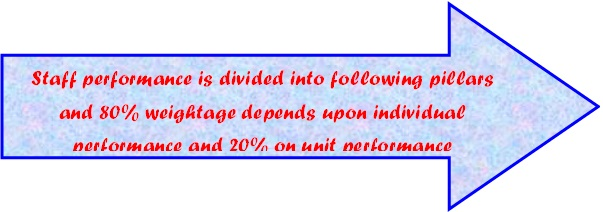 Staff performance is divided into following pillars
and 80% weightage depends upon individual
performance and 20% on unit performance